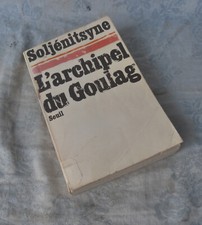 Soljénitsyne
L'archipel
du Goulag
Seuil